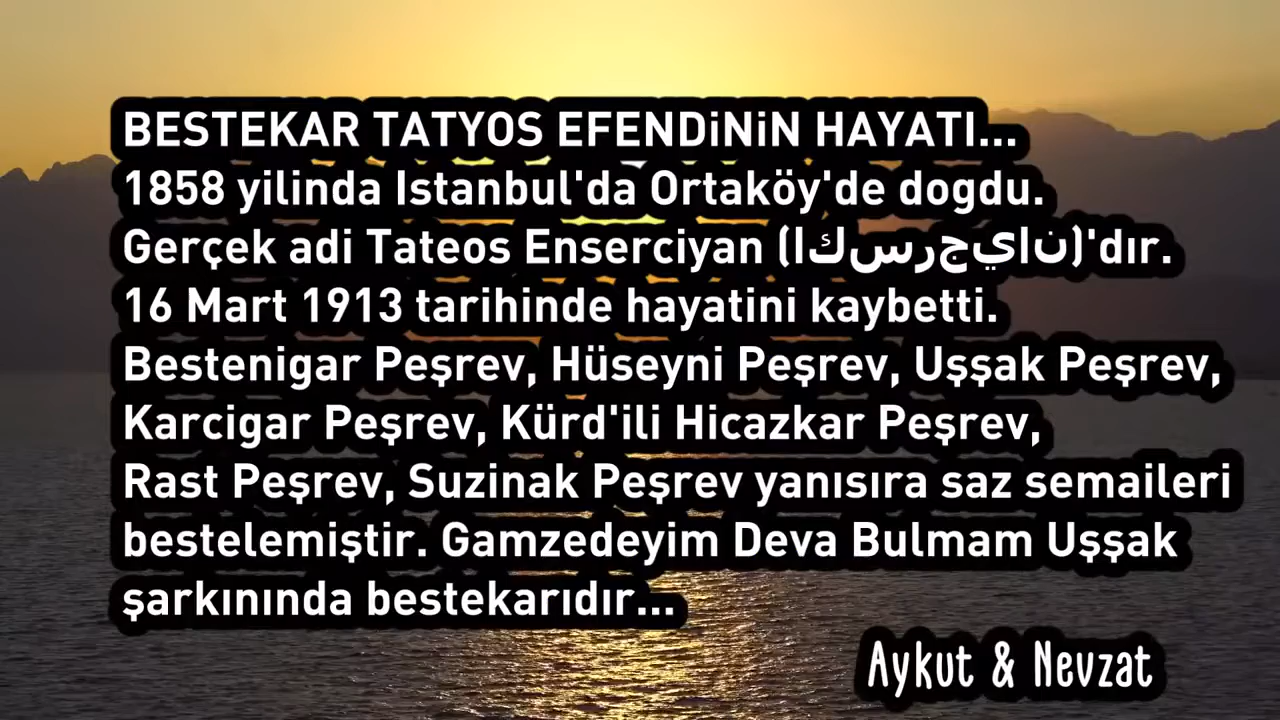 BESTEKAR TATYOS EFENDiNiN HAYATI...
1858 yilinda Istanbul'da Ortaköy'de dogdu.
Gerçek adi Tateos Enserciyan (اكسرجيان)'dır.
16 Mart 1913 tarihinde hayatini kaybetti.
Bestenigar Peşrev, Hüseyni Peşrev, Uşşak Peşrev,
Karcigar Peşrev, Kürd'ili Hicazkar Peşrev,
Rast Peşrev, Suzinak Peşrev yanısıra saz semaileri
bestelemiştir. Gamzedeyim Deva Bulmam Uşşak
şarkınında bestekarıdır...
Aykut & Nevzat